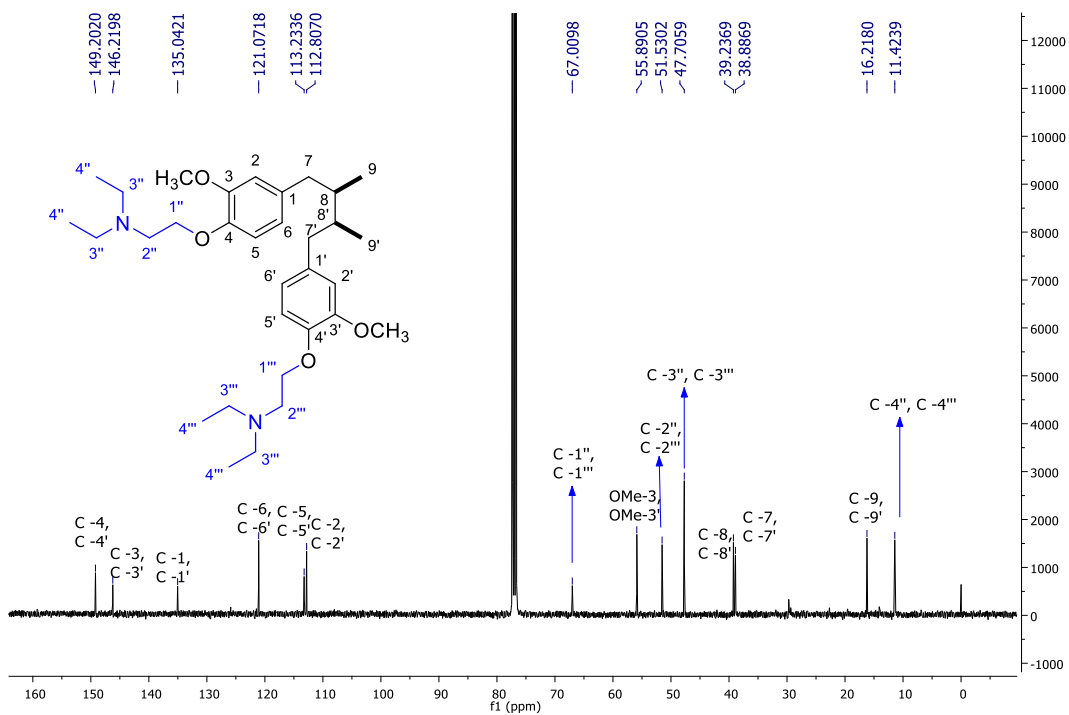 149.2020
146.2198
135.0421
121.0718
113.2336
112.8070
67.0098
55.8905
51.5302
47.7059
39.2369
38.8869
16.2180
11.4239
4''
3''
H₃CO
3
2
7
9
1''
1
8
4''
N
8'
3''
2''
O
4
5
6
7'
9'
1'
6'
2'
5'
3'
OCH₃
4'
O
1'''
3'''
2'''
4'''
N
3'''
4'''
C -4,
C -4'
C -3,
C -3'
C -1,
C -1'
C -6,
C -6'
C -5,
C -5'
C -2,
C -2'
C -1'',
C -1'''
OMe-3,
OMe-3'
C -2'',
C -2'''
C -3'', C -3'''
C -8,
C -8'
C -7,
C -7'
C -9,
C -9'
C -4'', C -4'''
12000
11000
10000
9000
8000
7000
6000
5000
4000
3000
2000
1000
0
-1000
160 150 140 130 120 110 100 90 80 70 60 50 40 30 20 10 0
f1 (ppm)